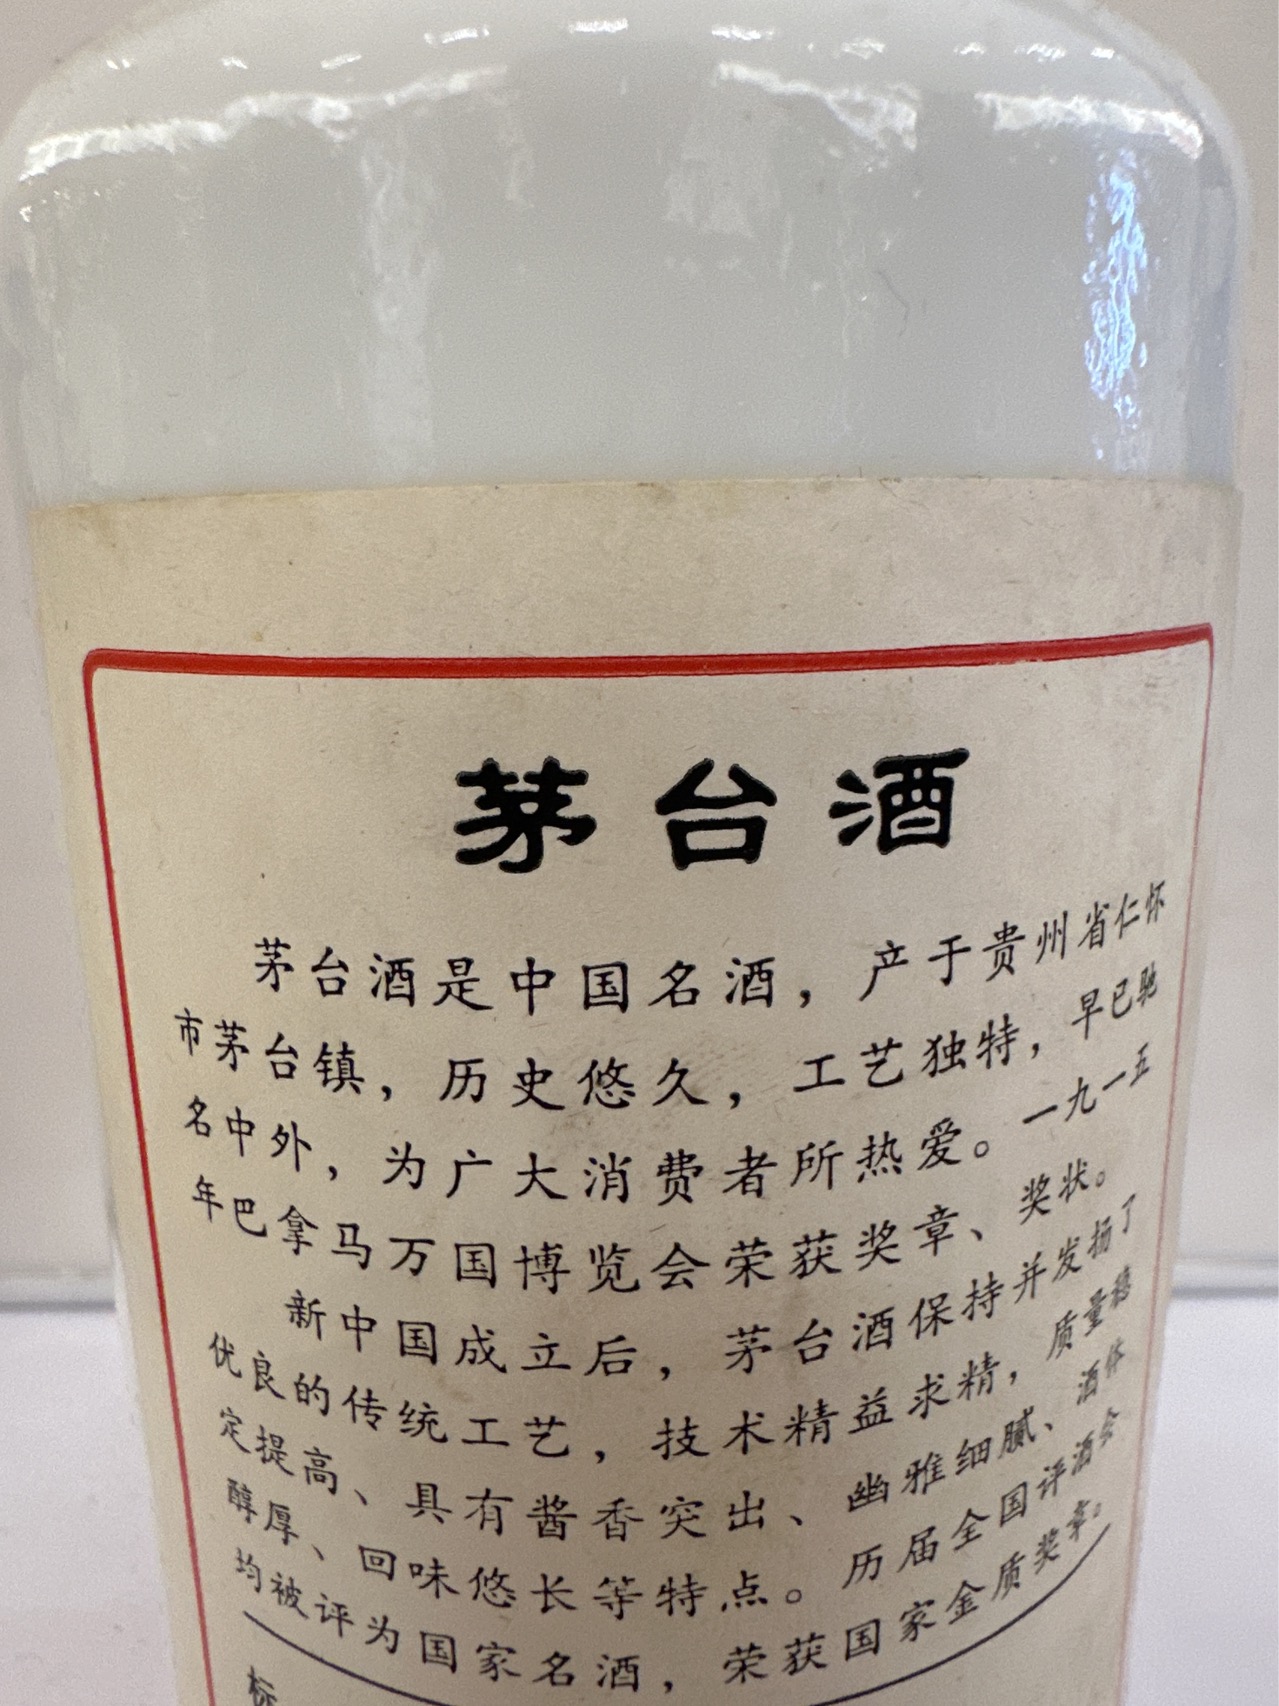 茅台酒
茅台酒是中国名酒，产于贵州省仁怀
市茅台镇，历史悠久，工艺独特，早已驰
名中外，为广大消费者所热爱。一九一五
年巴拿马万国博览会荣获奖章、奖状。
新中国成立后，茅台酒保持并发扬了
优良的传统工艺，技术精益求精，质量稳
定提高、具有酱香突出、幽雅细腻、酒体
醇厚、回味悠长等特点。历届全国评酒会
均被评为国家名酒，荣获国家金质奖章。
标